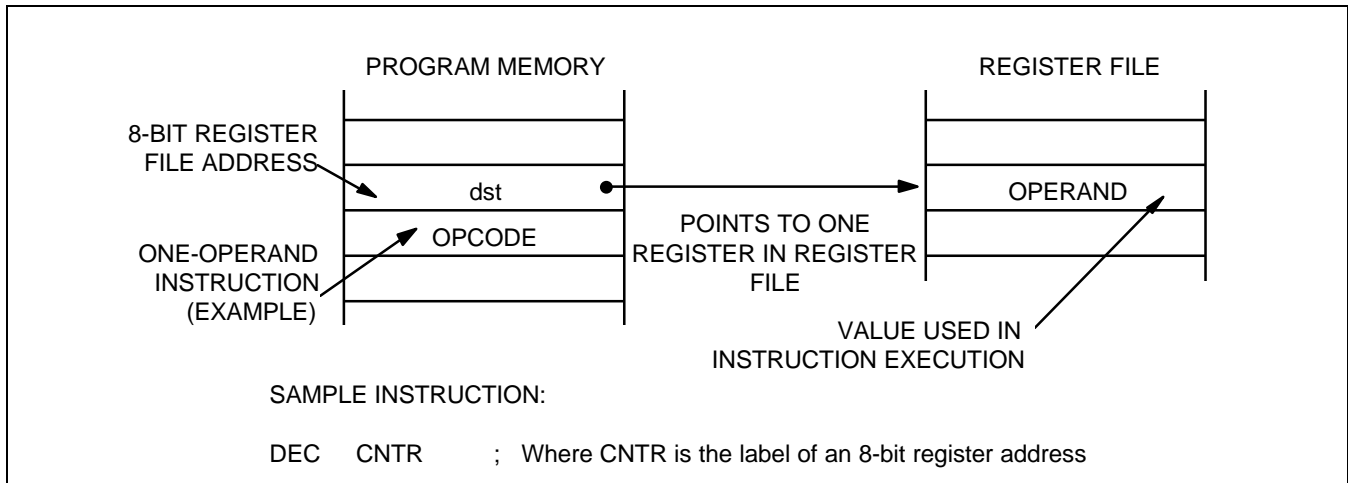 PROGRAM MEMORY
REGISTER FILE
8-BIT REGISTER
FILE ADDRESS
dst
OPERAND
OPCODE
POINTS TO ONE
REGISTER IN REGISTER
FILE
ONE-OPERAND
INSTRUCTION
(EXAMPLE)
VALUE USED IN
INSTRUCTION EXECUTION
SAMPLE INSTRUCTION:
DEC CNTR ; Where CNTR is the label of an 8-bit register address